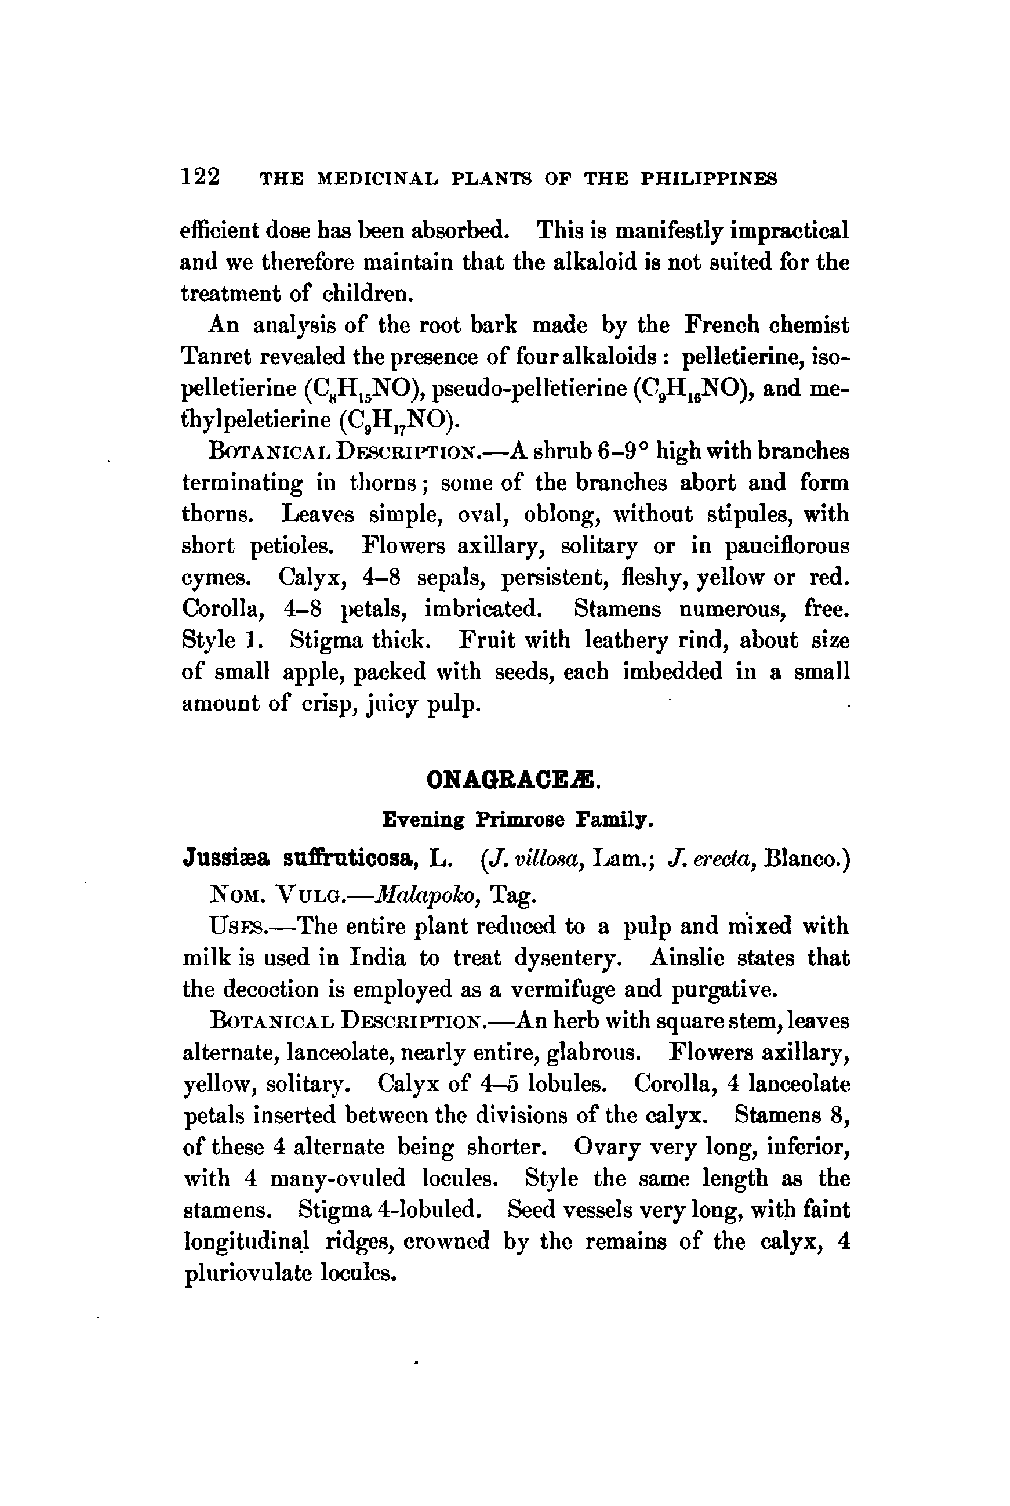 122 THE MEDICINAL PLANTS OF THE PHILIPPINES
efficient dose has been absorbed. This is manifestly impractical
and we therefore maintain that the alkaloid is not suited for the
treatment of children.
An analysis of the root bark made by the French chemist
Tanret revealed the presence of four alkaloids : pelletierine, iso-
pelletierine (C₈H₁₅NO), pseudo-pelletierine (C₉H₁₆NO), and me-
thylpeletierine (C₉H₁₇NO).
BOTANICAL DESCRIPTION.—A shrub 6–9° high with branches
terminating in thorns; some of the branches abort and form
thorns. Leaves simple, oval, oblong, without stipules, with
short petioles. Flowers axillary, solitary or in pauciflorous
cymes. Calyx, 4–8 sepals, persistent, fleshy, yellow or red.
Corolla, 4–8 petals, imbricated. Stamens numerous, free.
Style 1. Stigma thick. Fruit with leathery rind, about size
of small apple, packed with seeds, each imbedded in a small
amount of crisp, juicy pulp.
ONAGRACEÆ.
Evening Primrose Family.
Jussiæa suffruticosa, L. (J. villosa, Lam.; J. erecta, Blanco.)
NOM. VULG.—Malapoko, Tag.
USES.—The entire plant reduced to a pulp and mixed with
milk is used in India to treat dysentery. Ainslie states that
the decoction is employed as a vermifuge and purgative.
BOTANICAL DESCRIPTION.—An herb with square stem, leaves
alternate, lanceolate, nearly entire, glabrous. Flowers axillary,
yellow, solitary. Calyx of 4–5 lobules. Corolla, 4 lanceolate
petals inserted between the divisions of the calyx. Stamens 8,
of these 4 alternate being shorter. Ovary very long, inferior,
with 4 many-ovuled locules. Style the same length as the
stamens. Stigma 4-lobuled. Seed vessels very long, with faint
longitudinal ridges, crowned by the remains of the calyx, 4
pluriovulate locules.